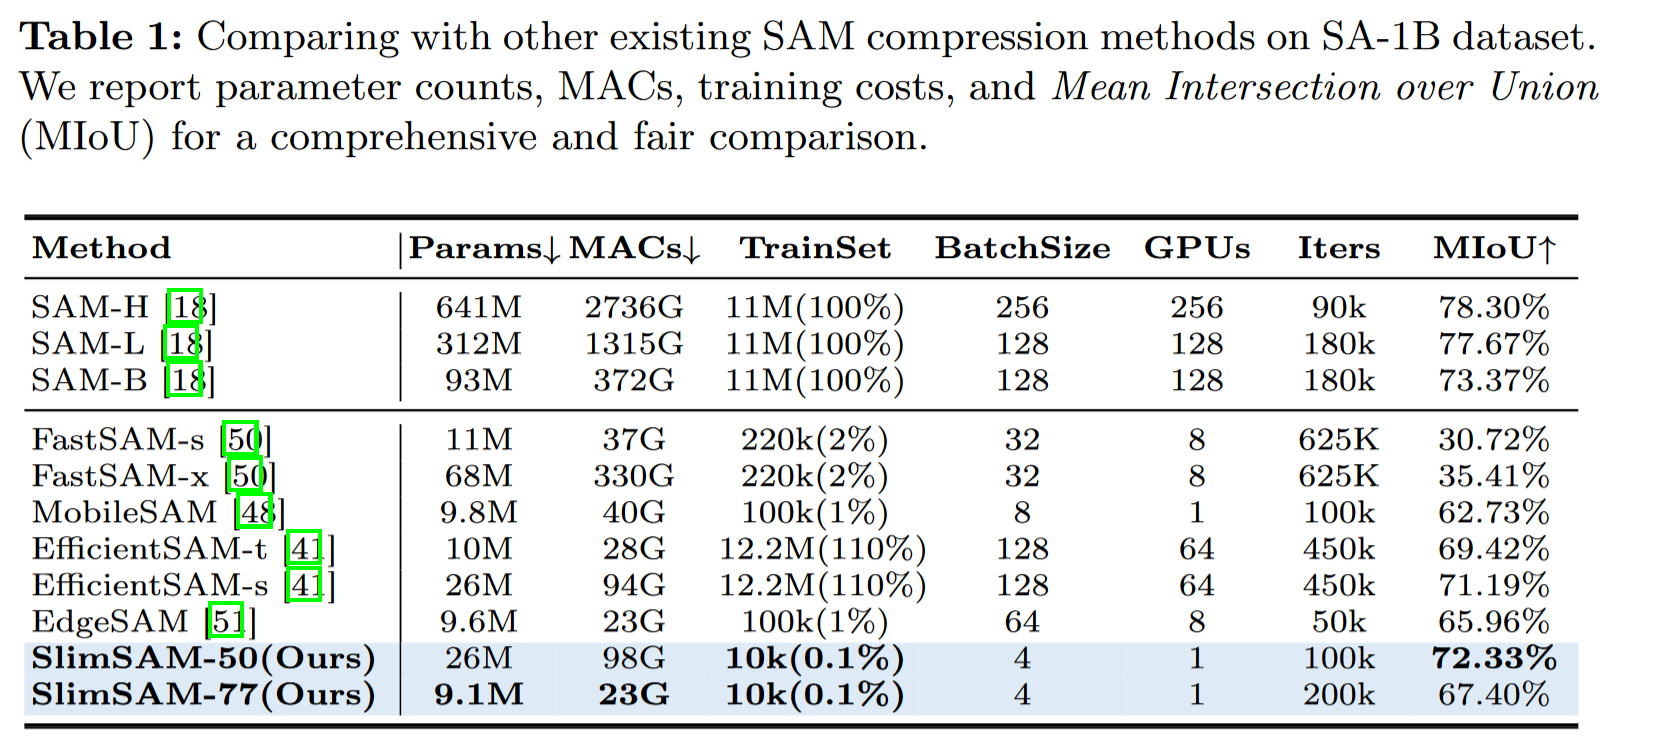 Table 1: Comparing with other existing SAM compression methods on SA-1B dataset.
We report parameter counts, MACs, training costs, and Mean Intersection over Union
(MIoU) for a comprehensive and fair comparison.
Method Params↓ MACs↓ TrainSet BatchSize GPUs Iters MIoU↑
SAM-H [18] 641M 2736G 11M(100%) 256 256 90k 78.30%
SAM-L [18] 312M 1315G 11M(100%) 128 128 180k 77.67%
SAM-B [18] 93M 372G 11M(100%) 128 128 180k 73.37%
FastSAM-s [50] 11M 37G 220k(2%) 32 8 625K 30.72%
FastSAM-x [50] 68M 330G 220k(2%) 32 8 625K 35.41%
MobileSAM [48] 9.8M 40G 100k(1%) 8 1 100k 62.73%
EfficientSAM-t [41] 10M 28G 12.2M(110%) 128 64 450k 69.42%
EfficientSAM-s [41] 26M 94G 12.2M(110%) 128 64 450k 71.19%
EdgeSAM [51] 9.6M 23G 100k(1%) 64 8 50k 65.96%
SlimSAM-50(Ours) 26M 98G 10k(0.1%) 4 1 100k 72.33%
SlimSAM-77(Ours) 9.1M 23G 10k(0.1%) 4 1 200k 67.40%